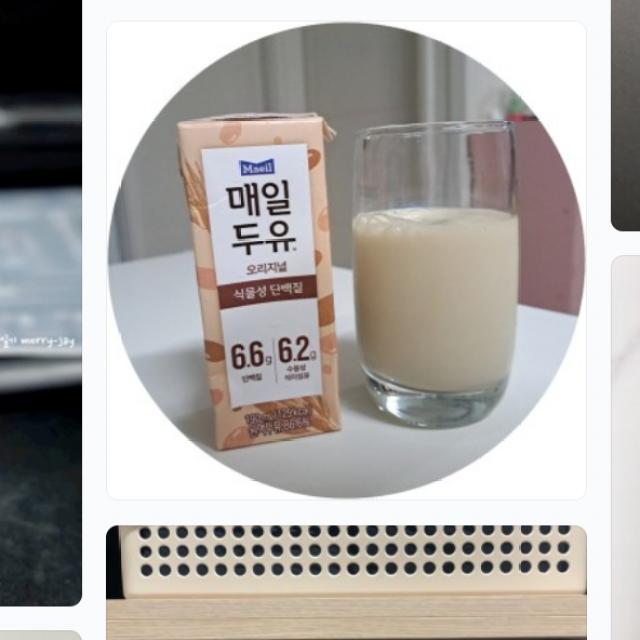 Maeil
매일
두유
오리지널
식물성 단백질
6.6g
단백질
6.2g
수용성
식이섬유
merry-jay